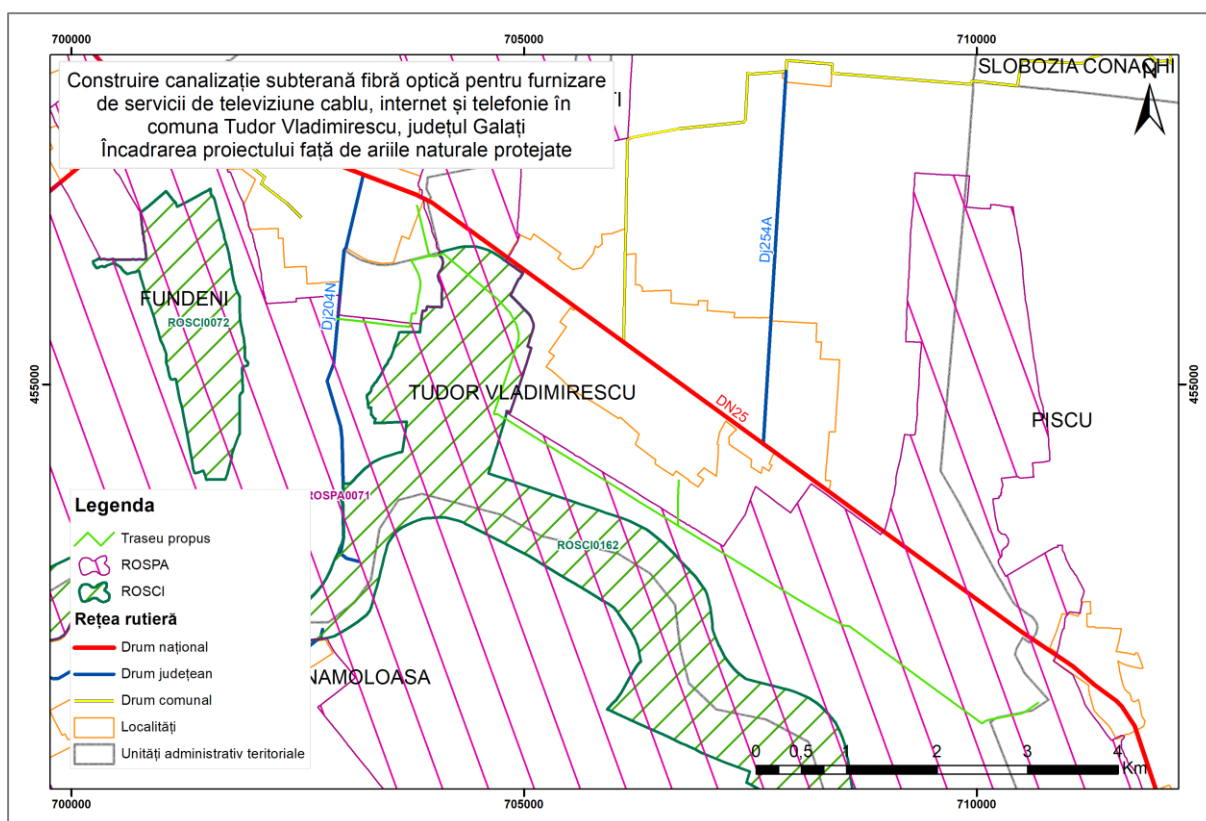 700000
705000
710000
Construire canalizație subterană fibră optică pentru furnizare
de servicii de televiziune cablu, internet și telefonie în
comuna Tudor Vladimirescu, județul Galați
Încadrarea proiectului față de ariile naturale protejate
TI
SLOBOZIA CONACHI
N
Dj254A
Dj204N
FUNDENI
ROSCI0072
455000
455000
TUDOR VLADIMIRESCU
DN25
PISCU
ROSPA0071
ROSCI0162
NAMOLOASA
Legenda
Traseu propus
ROSPA
ROSCI
Rețea rutieră
Drum național
Drum județean
Drum comunal
Localități
Unități administrativ teritoriale
0 0,5 1 2 3 4
Km
700000
705000
710000